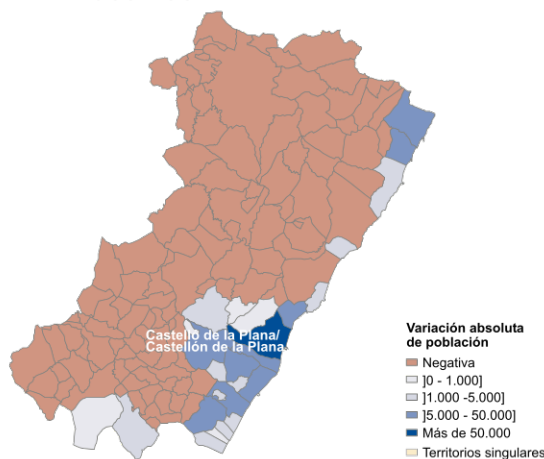 Castelló de la Plana/
Castellón de la Plana
Variación absoluta
de población
Negativa
]0 - 1.000]
]1.000 -5.000]
]5.000 - 50.000]
Más de 50.000
Territorios singulares